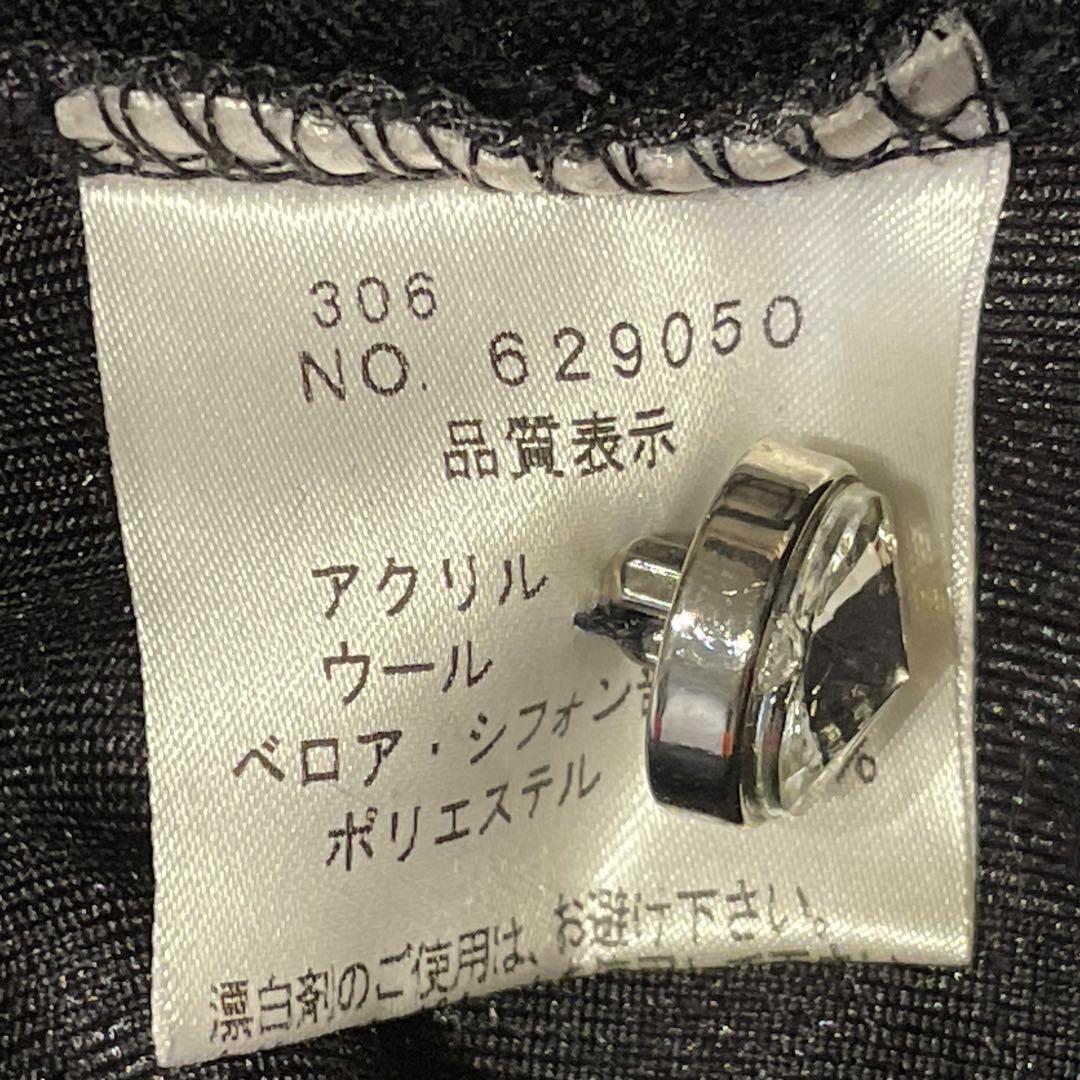 306
NO. 629050
品質表示
アクリル
ウール
ベロア・シフォン
ポリエステル
漂白剤のご使用は、お避け下さい。